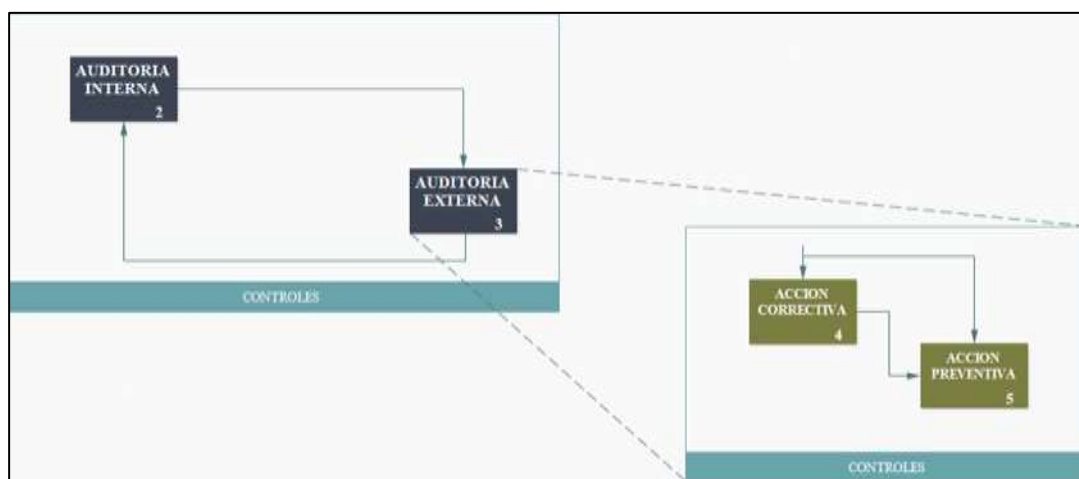 AUDITORIA
INTERNA
2
AUDITORIA
EXTERNA
3
CONTROLES
ACCION
CORRECTIVA
4
ACCION
PREVENTIVA
5
CONTROLES